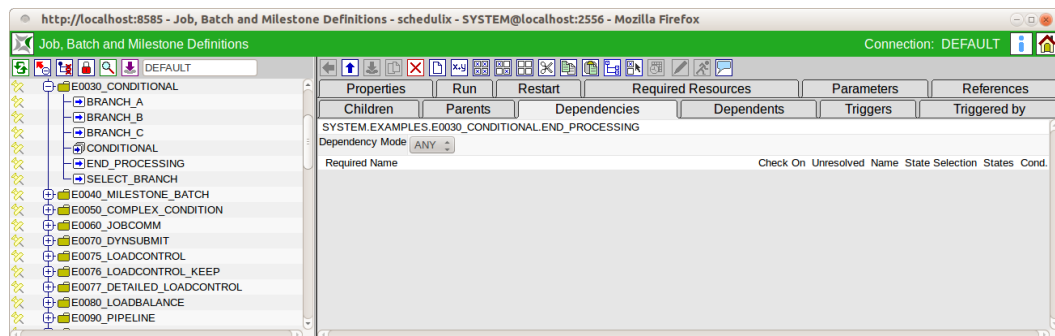 http://localhost:8585 - Job, Batch and Milestone Definitions - schedulix - SYSTEM@localhost:2556 - Mozilla Firefox
Job, Batch and Milestone Definitions
Connection: DEFAULT
DEFAULT
E0030_CONDITIONAL
BRANCH_A
BRANCH_B
BRANCH_C
CONDITIONAL
END_PROCESSING
SELECT_BRANCH
E0040_MILESTONE_BATCH
E0050_COMPLEX_CONDITION
E0060_JOBCOMM
E0070_DYNSUBMIT
E0075_LOADCONTROL
E0076_LOADCONTROL_KEEP
E0077_DETAILED_LOADCONTROL
E0080_LOADBALANCE
E0090_PIPELINE
Properties Run Restart Required Resources Parameters References
Children Parents Dependencies Dependents Triggers Triggered by
SYSTEM.EXAMPLES.E0030_CONDITIONAL.END_PROCESSING
Dependency Mode ANY
Required Name Check On Unresolved Name State Selection States Cond.